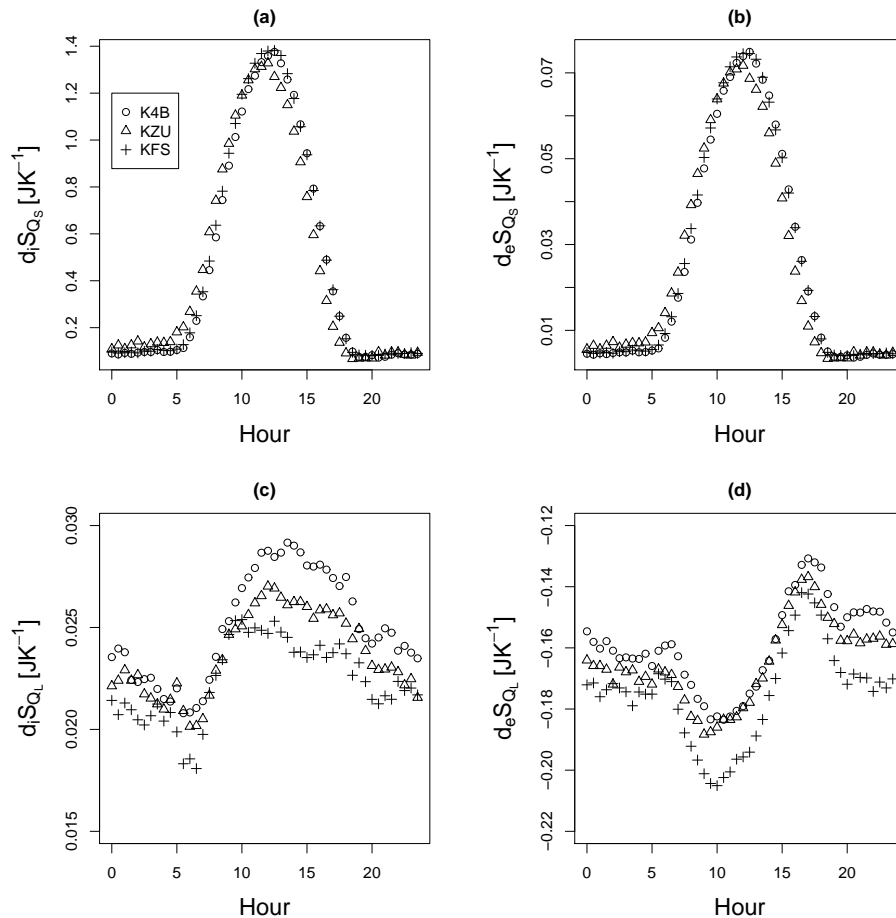 (a)
d_iS_{Q_S} [JK⁻¹]
1.4
1.2
1.0
0.8
0.6
0.4
0.2
K4B
KZU
KFS
0 5 10 15 20
Hour
(b)
d_eS_{Q_S} [JK⁻¹]
0.07
0.05
0.03
0.01
0 5 10 15 20
Hour
(c)
d_iS_{Q_L} [JK⁻¹]
0.030
0.025
0.020
0.015
0 5 10 15 20
Hour
(d)
d_eS_{Q_L} [JK⁻¹]
−0.12
−0.14
−0.16
−0.18
−0.20
−0.22
0 5 10 15 20
Hour